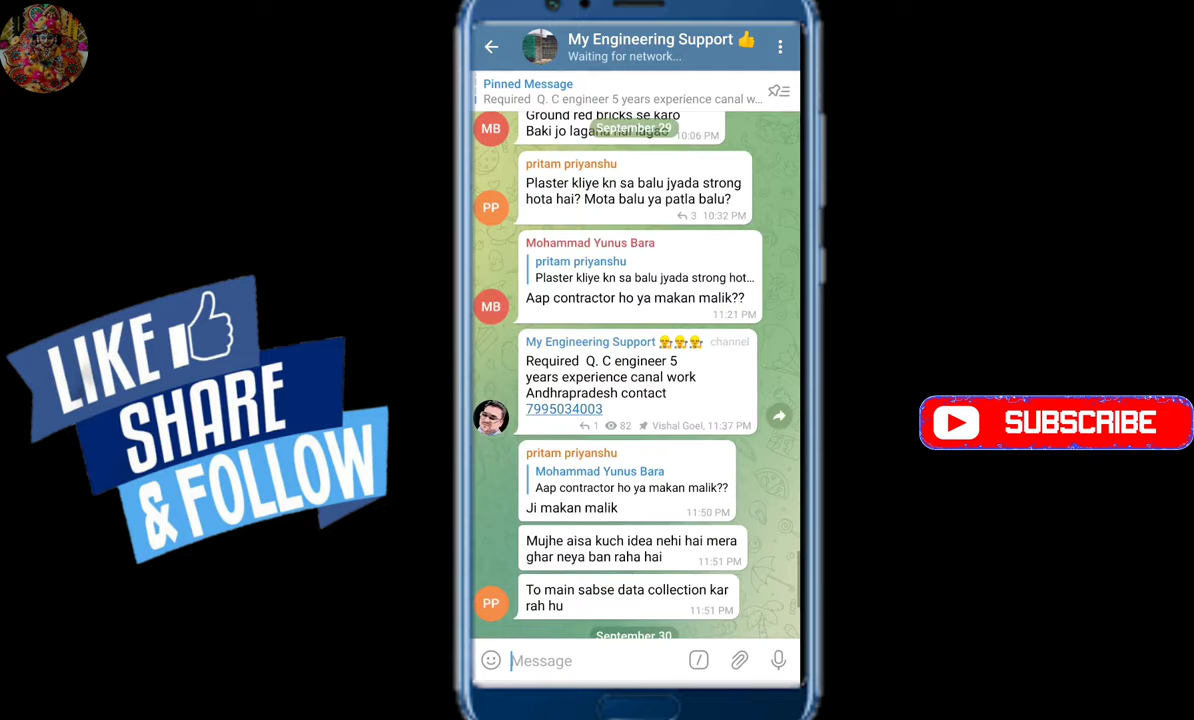 My Engineering Support 👍
Waiting for network...
Pinned Message
Required Q. C engineer 5 years experience canal w...
Ground red bricks se karo
Baki jo lagana
10:06 PM
September 29
MB
pritam priyanshu
Plaster kliye kn sa balu jyada strong
hota hai? Mota balu ya patla balu?
3 10:32 PM
PP
Mohammad Yunus Bara
pritam priyanshu
Plaster kliye kn sa balu jyada strong hot...
Aap contractor ho ya makan malik??
11:21 PM
MB
My Engineering Support 👷👷👷 channel
Required Q. C engineer 5
years experience canal work
Andhrapradesh contact
7995034003
1 82 Vishal Goel, 11:37 PM
pritam priyanshu
Mohammad Yunus Bara
Aap contractor ho ya makan malik??
Ji makan malik
11:50 PM
Mujhe aisa kuch idea nehi hai mera
ghar neya ban raha hai
11:51 PM
To main sabse data collection kar
rah hu
11:51 PM
PP
September 30
Message
LIKE
SHARE
& FOLLOW
SUBSCRIBE